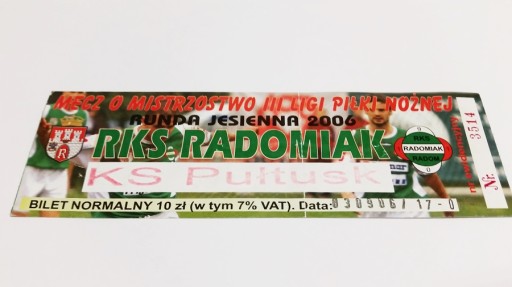 MECZ O MISTRZOSTWO III LIGI PIŁKI NOŻNEJ
RUNDA JESIENNA 2006
RKS RADOMIAK
KS Pułtusk
RKS
RADOMIAK
RADOM
R
Nr. 3514
BILET NORMALNY 10 zł (w tym 7% VAT). Data: 030906/17-0